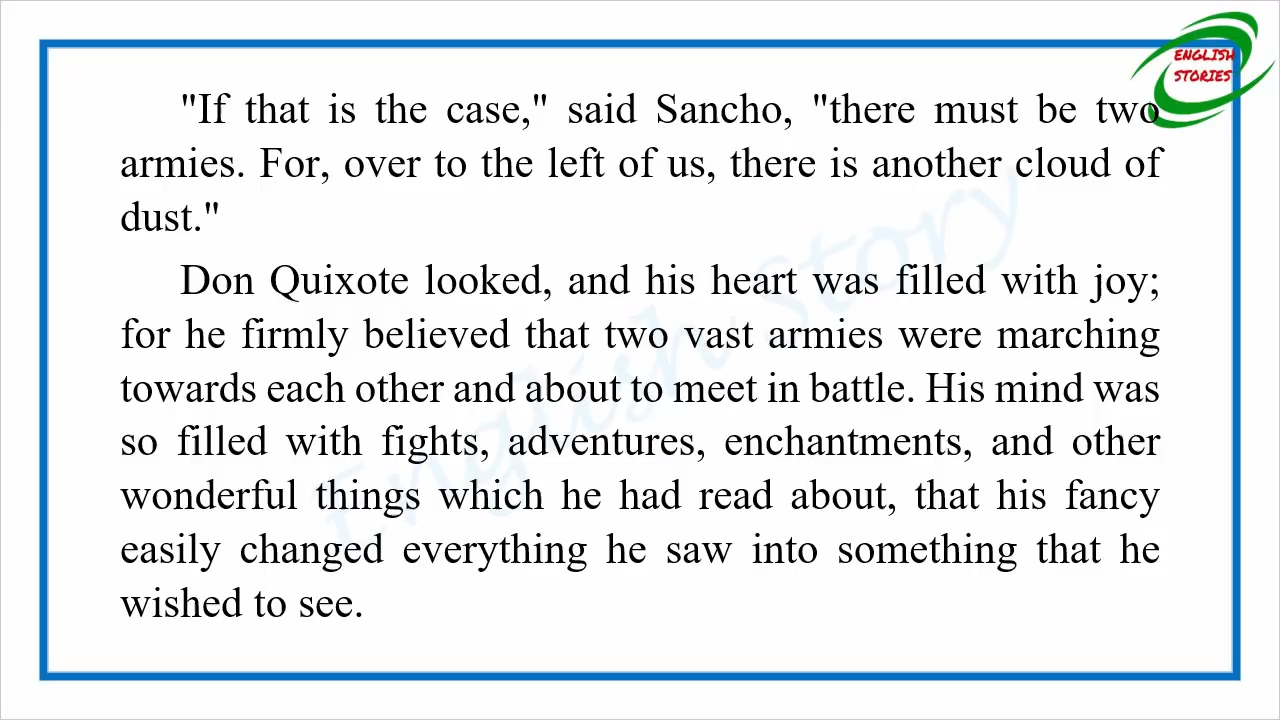 ENGLISH
STORIES
"If that is the case," said Sancho, "there must be two
armies. For, over to the left of us, there is another cloud of
dust."
Don Quixote looked, and his heart was filled with joy;
for he firmly believed that two vast armies were marching
towards each other and about to meet in battle. His mind was
so filled with fights, adventures, enchantments, and other
wonderful things which he had read about, that his fancy
easily changed everything he saw into something that he
wished to see.
English Story